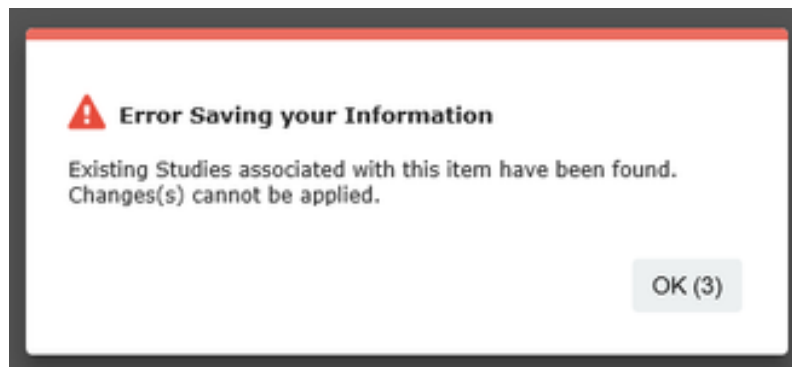 Error Saving your Information
Existing Studies associated with this item have been found.
Changes(s) cannot be applied.
OK (3)